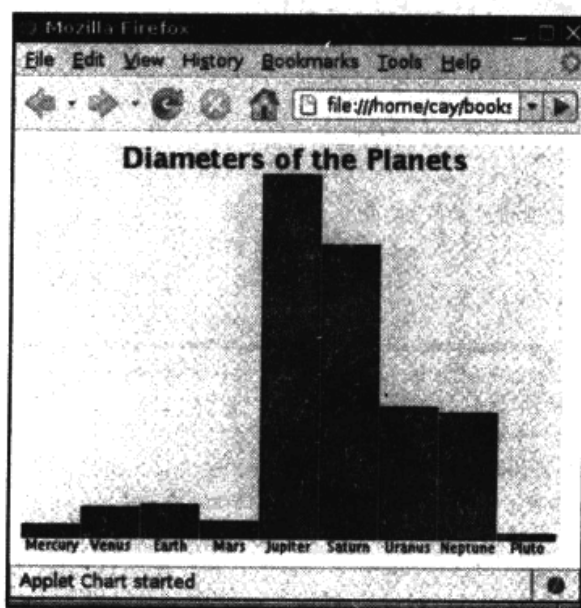 Mozilla Firefox
File Edit View History Bookmarks Tools Help
file:///home/cay/books
Diameters of the Planets
Mercury Venus Earth Mars Jupiter Saturn Uranus Neptune Pluto
Applet Chart started